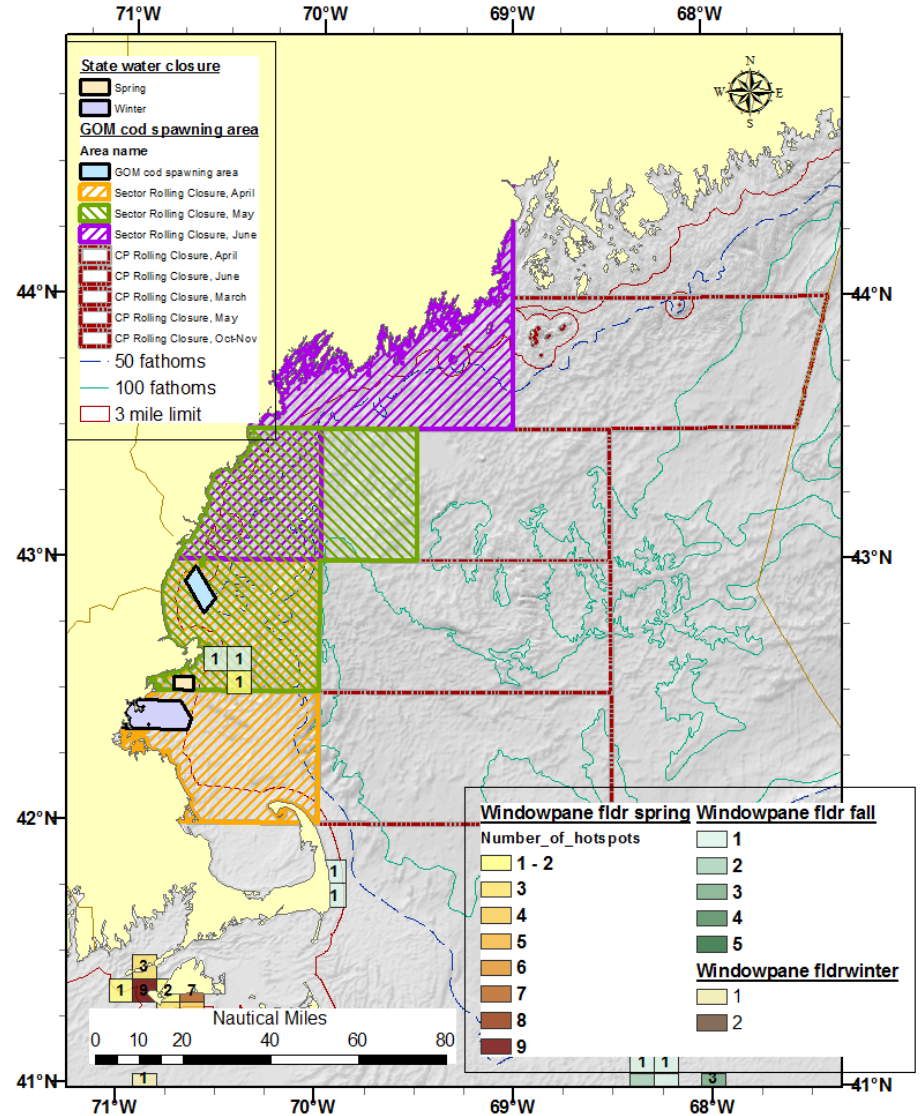 71°W 70°W 69°W 68°W
State water closure
Spring
Winter
GOM cod spawning area
Area name
GOM cod spawning area
Sector Rolling Closure, April
Sector Rolling Closure, May
Sector Rolling Closure, June
CP Rolling Closure, April
CP Rolling Closure, June
CP Rolling Closure, March
CP Rolling Closure, May
CP Rolling Closure, Oct-Nov
50 fathoms
100 fathoms
3 mile limit
N
W E
S
44°N 44°N
43°N 43°N
1 1
1
42°N 42°N
1
1
3
1 9 2 7
Nautical Miles
0 10 20 40 60 80
Windowpane fldr spring
Number_of_hotspots
1 - 2
3
4
5
6
7
8
9
Windowpane fldr fall
1
2
3
4
5
Windowpane fldrwinter
1
2
1 1
1 3
41°N 41°N
71°W 70°W 69°W 68°W